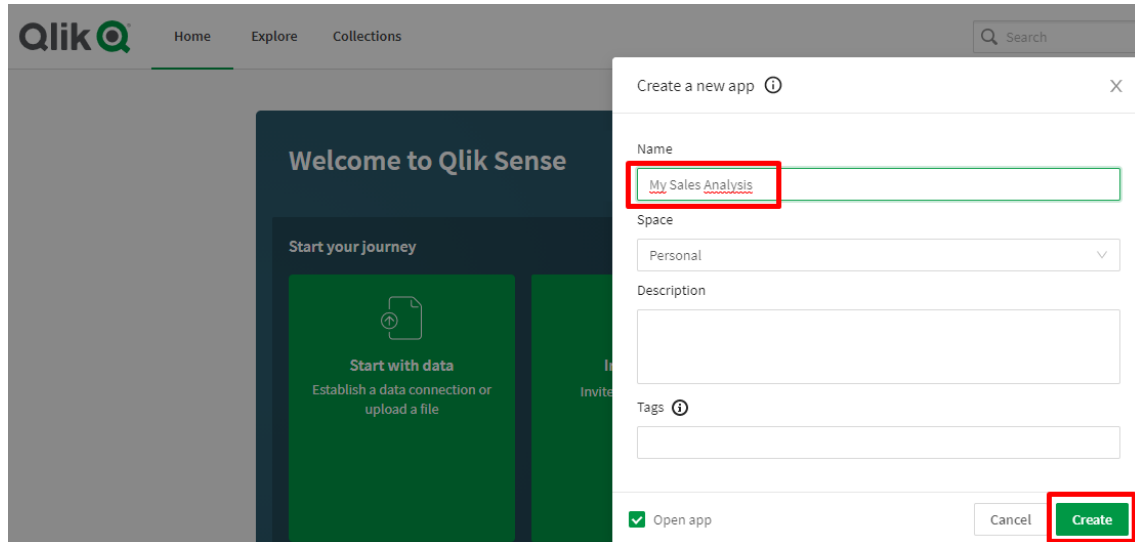 Qlik
Home Explore Collections
Search
Create a new app
Welcome to Qlik Sense
Name
My Sales Analysis
Space
Personal
Start your journey
Description
Start with data
Establish a data connection or
upload a file
Invite
Tags
Open app
Cancel
Create